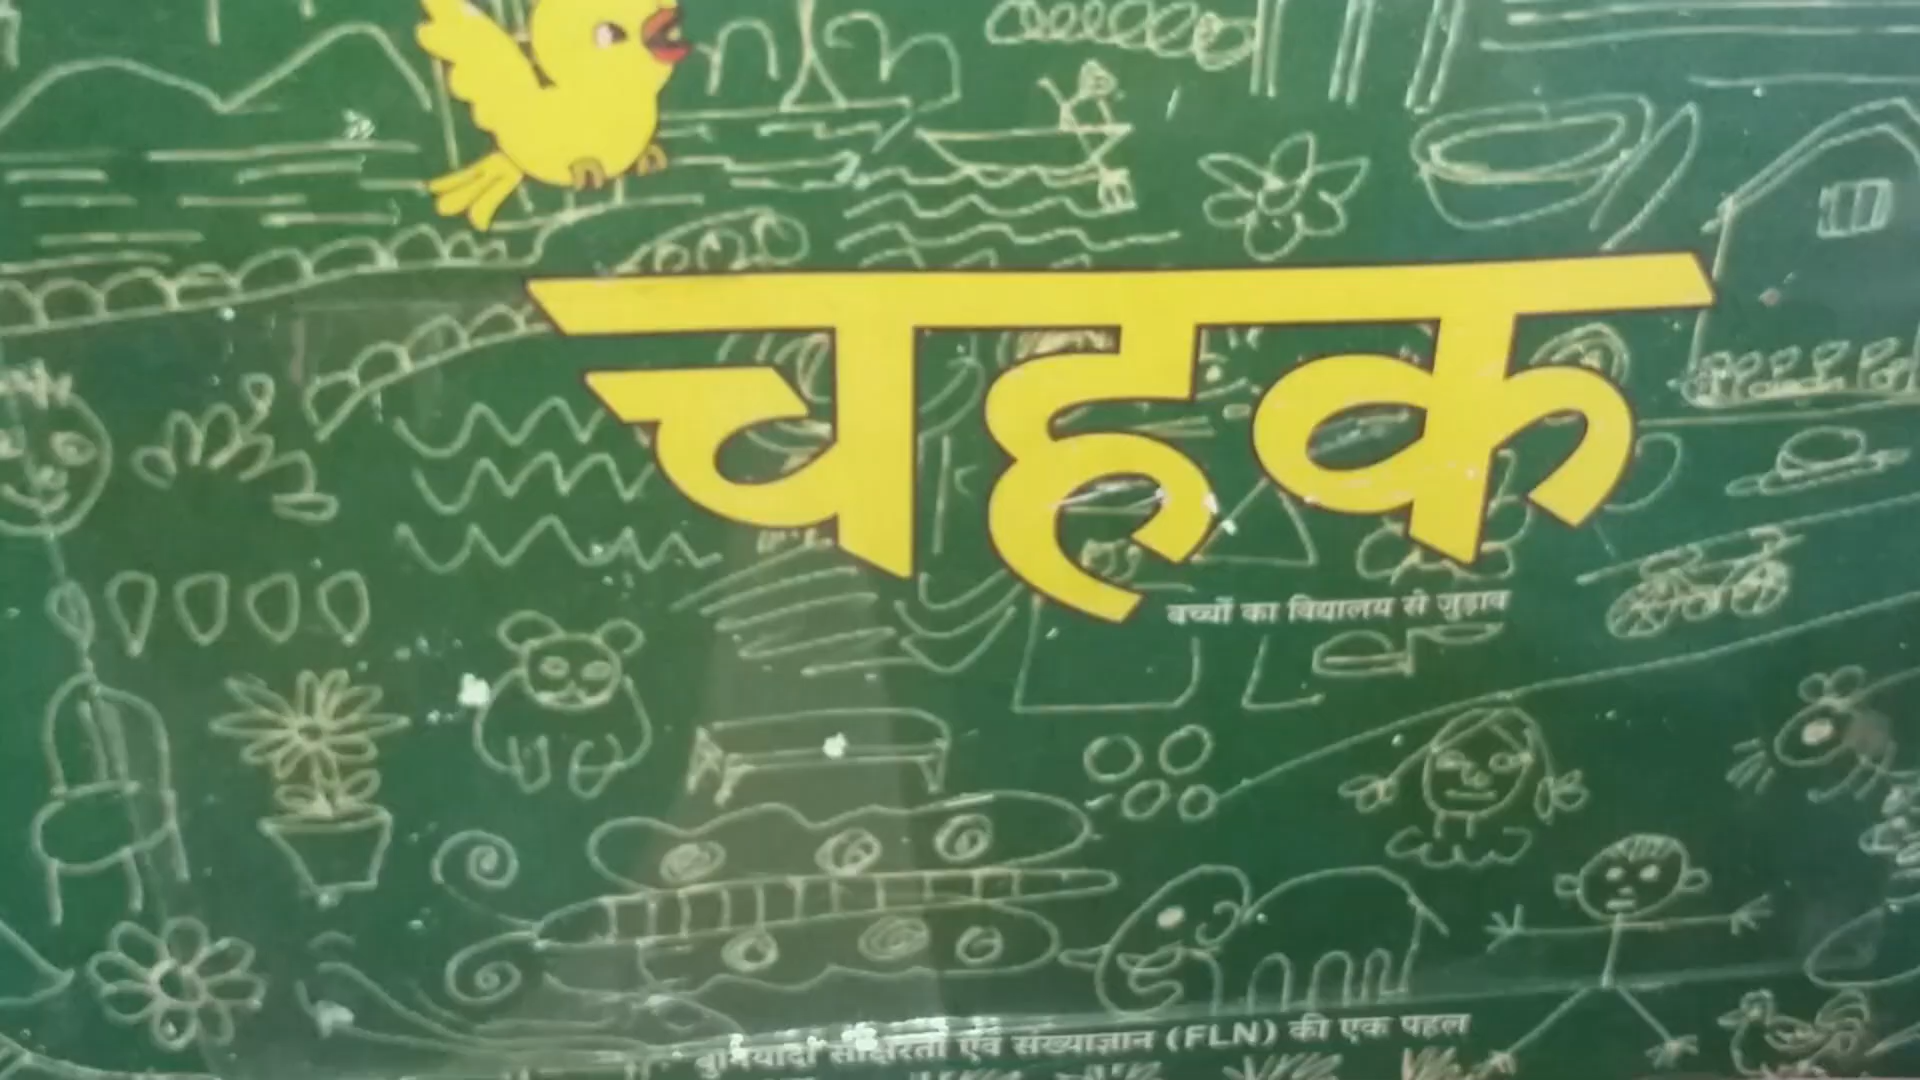 चहक
बच्चों का विद्यालय से जुड़ाव
बुनियादी साक्षरता एवं संख्याज्ञान (FLN) की एक पहल